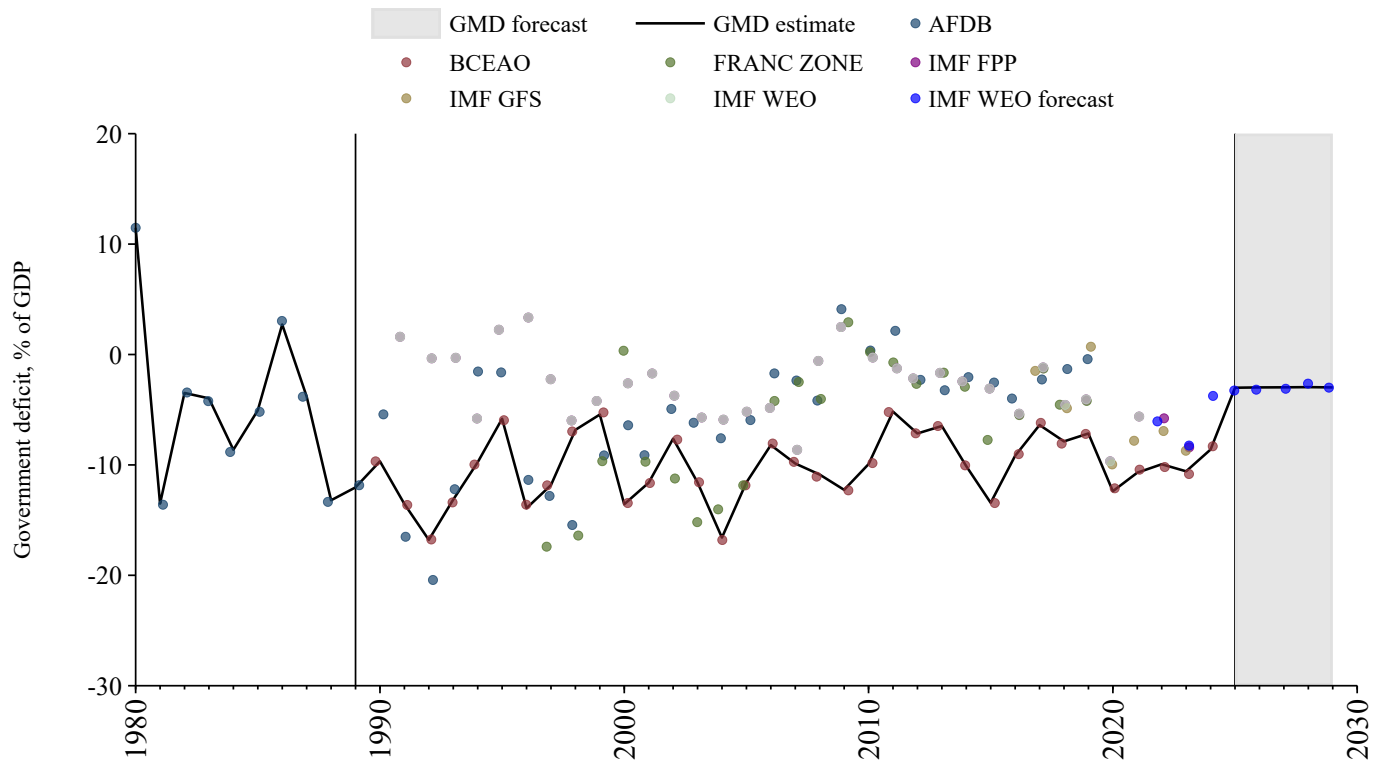 GMD forecast GMD estimate AFDB
BCEAO FRANC ZONE IMF FPP
IMF GFS IMF WEO IMF WEO forecast
Government deficit, % of GDP
20
10
0
-10
-20
-30
1980 1990 2000 2010 2020 2030